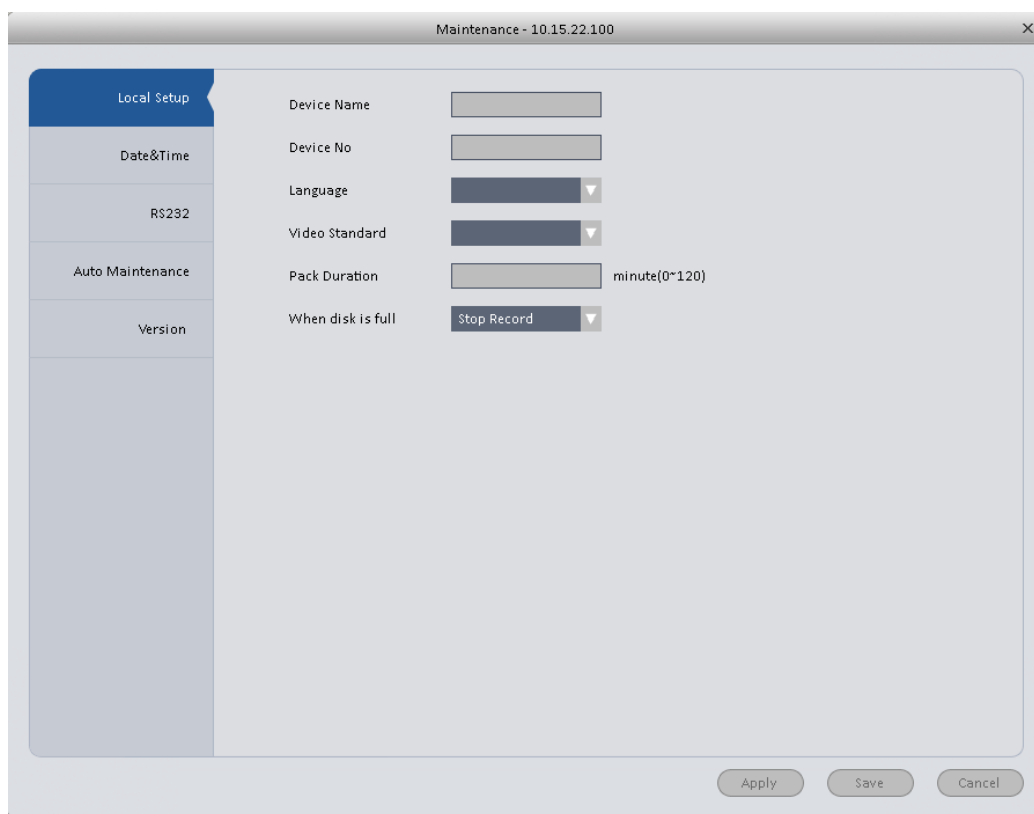 Maintenance - 10.15.22.100
Local Setup
Date&Time
RS232
Auto Maintenance
Version
Device Name
Device No
Language
Video Standard
Pack Duration minute(0~120)
When disk is full Stop Record
Apply Save Cancel